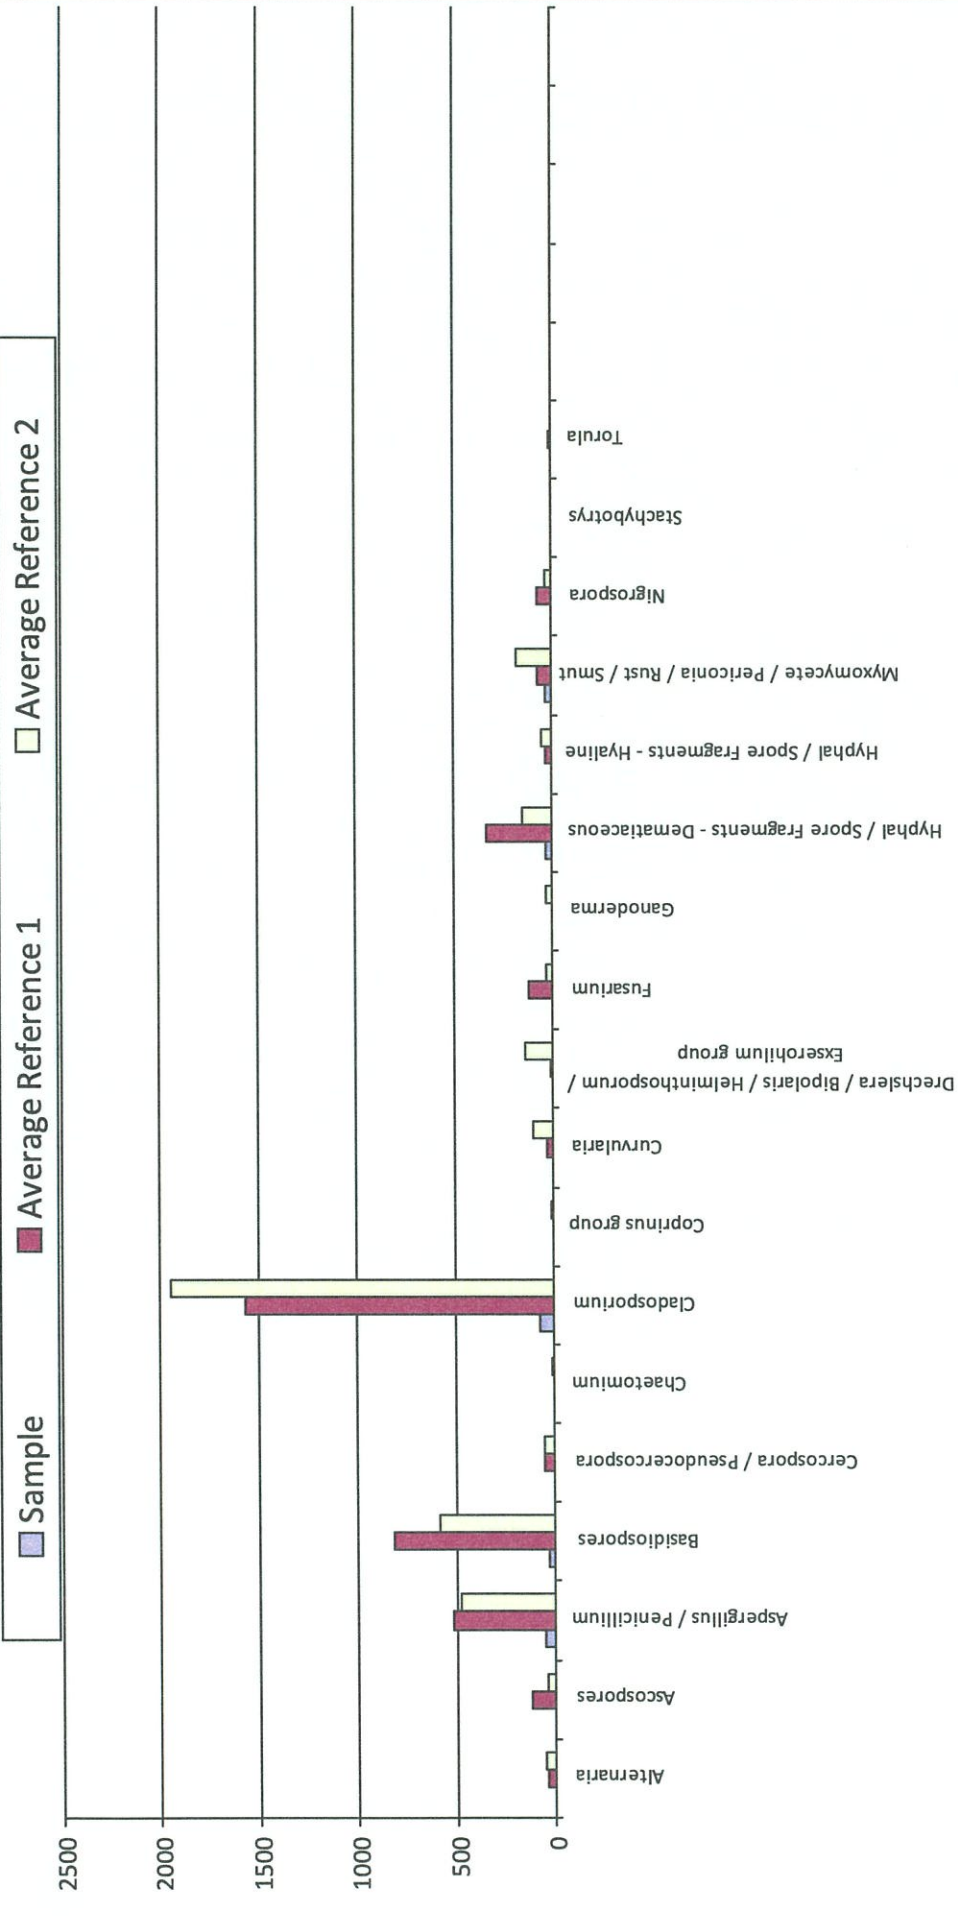 Sample
Average Reference 1
Average Reference 2
2500
2000
1500
1000
500
0
Alternaria
Ascospores
Aspergillus / Penicillium
Basidiospores
Cercospora / Pseudocercospora
Chaetomium
Cladosporium
Coprinus group
Curvularia
Drechslera / Bipolaris / Helminthosporum /
Exserohilum group
Fusarium
Ganoderma
Hyphal / Spore Fragments - Dematiaceous
Hyphal / Spore Fragments - Hyaline
Myxomycete / Periconia / Rust / Smut
Nigrospora
Stachybotrys
Torula